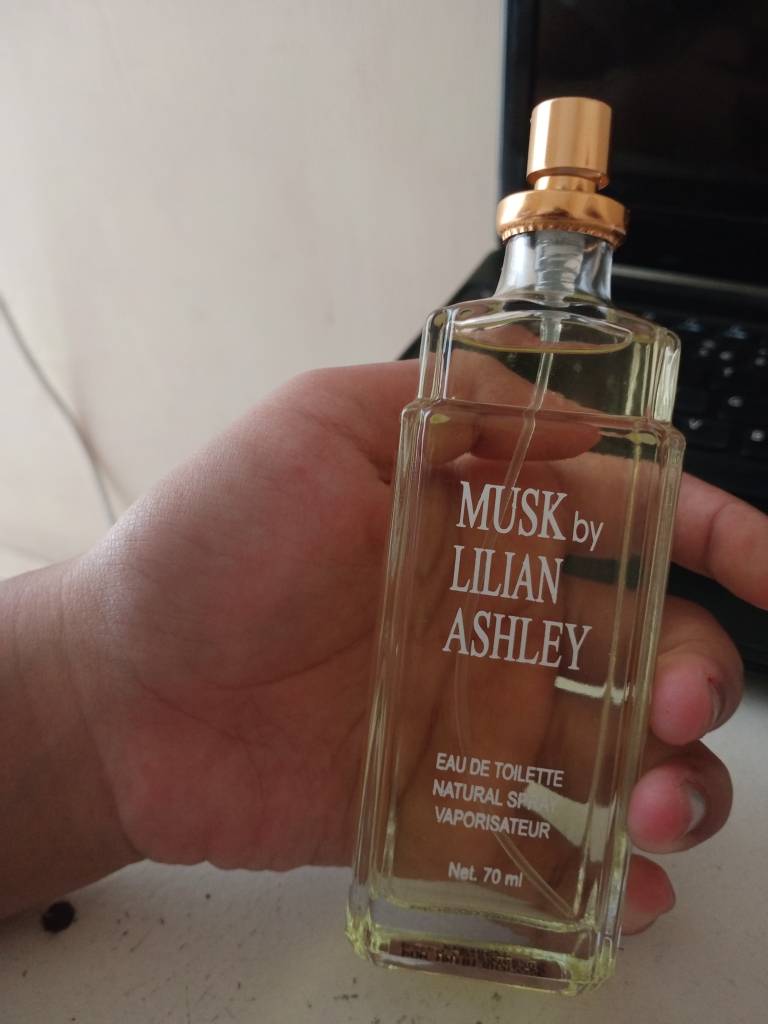 MUSK by
LILIAN
ASHLEY
EAU DE TOILETTE
NATURAL SPRAY
VAPORISATEUR
Net. 70 ml